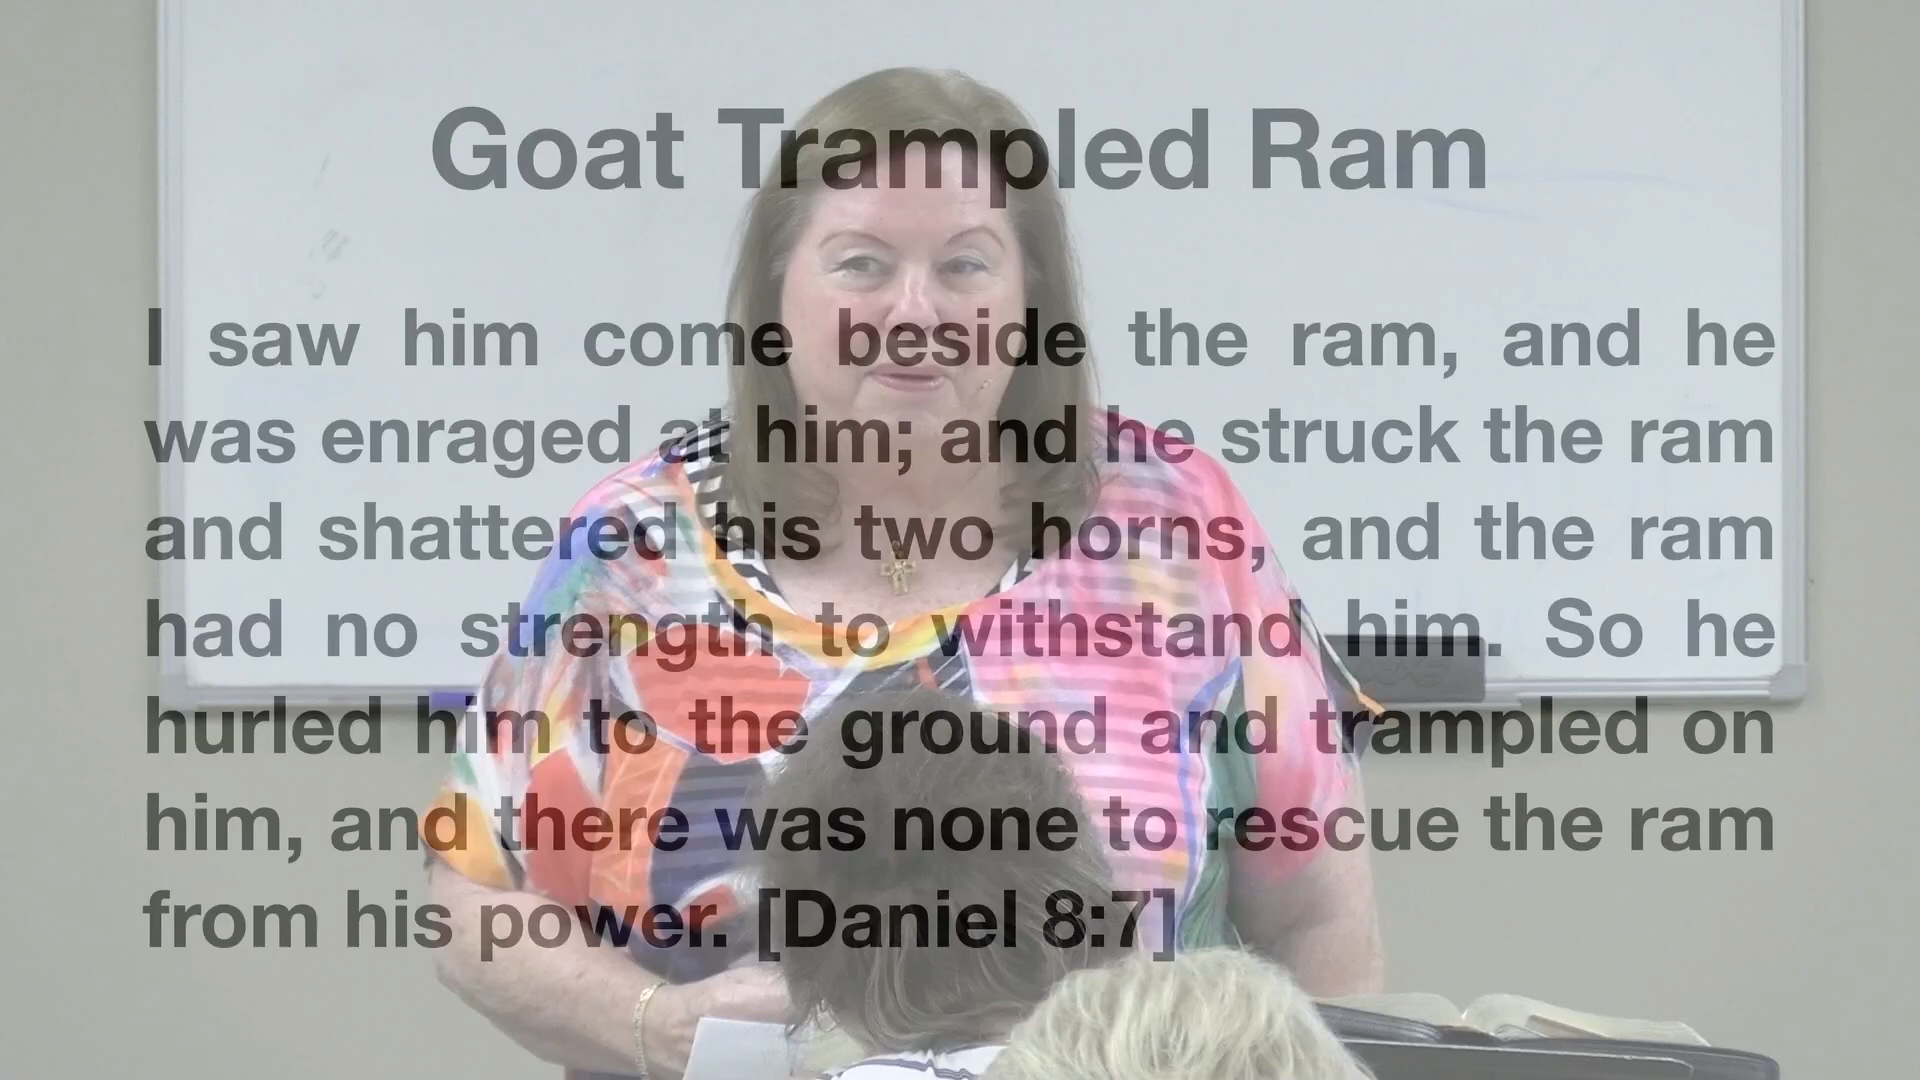 Goat Trampled Ram
I saw him come beside the ram, and he
was enraged at him; and he struck the ram
and shattered his two horns, and the ram
had no strength to withstand him. So he
hurled him to the ground and trampled on
him, and there was none to rescue the ram
from his power. [Daniel 8:7]